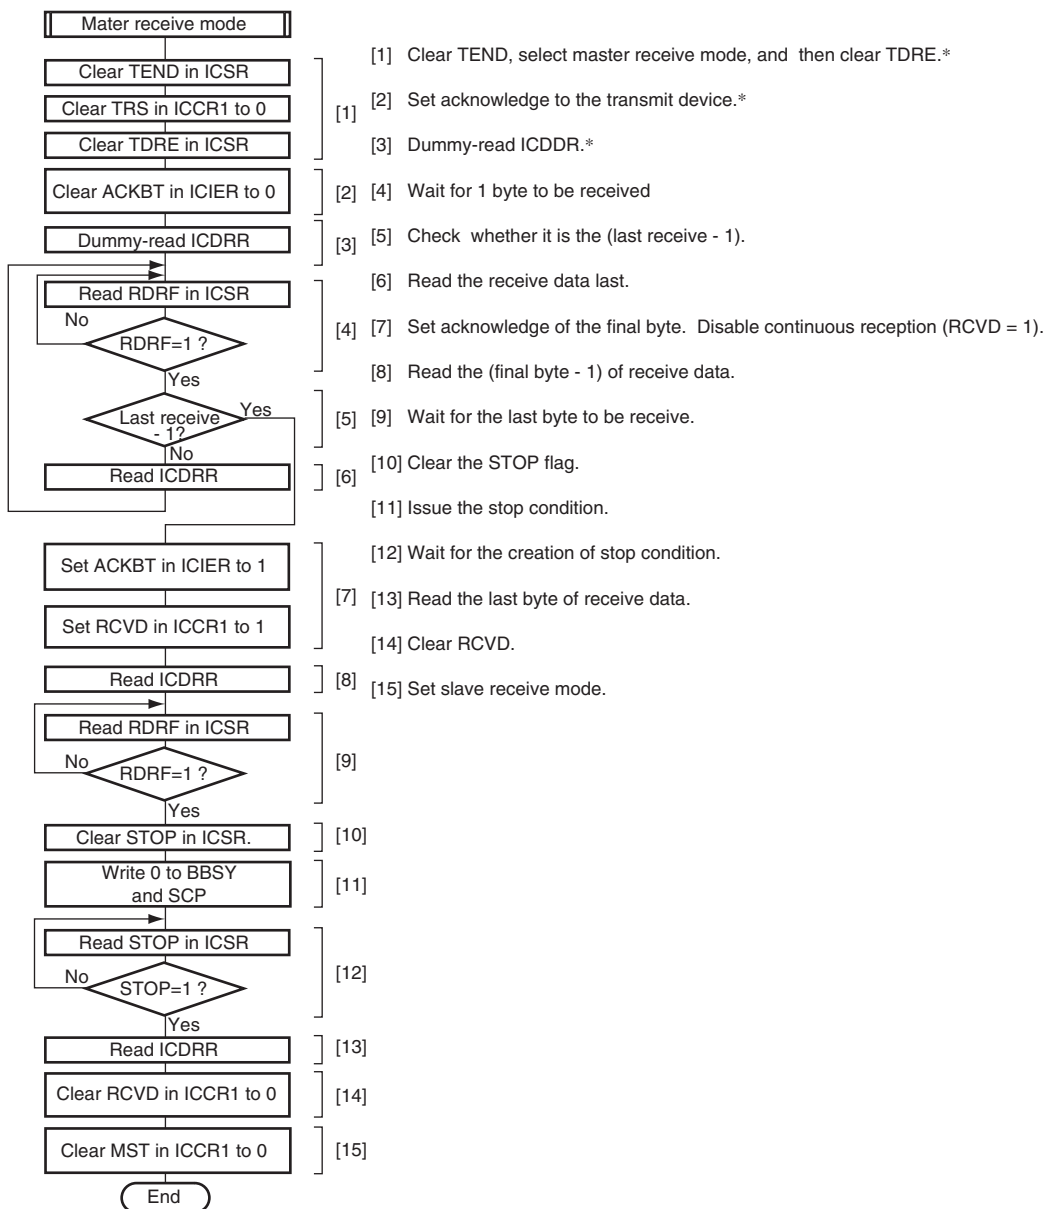 Mater receive mode
Clear TEND in ICSR
Clear TRS in ICCR1 to 0
Clear TDRE in ICSR
[1]
Clear ACKBT in ICIER to 0
[2]
Dummy-read ICDRR
[3]
Read RDRF in ICSR
No
RDRF=1 ?
[4]
Yes
Last receive
- 1?
Yes
[5]
No
Read ICDRR
[6]
Set ACKBT in ICIER to 1
Set RCVD in ICCR1 to 1
[7]
Read ICDRR
[8]
Read RDRF in ICSR
No
RDRF=1 ?
[9]
Yes
Clear STOP in ICSR.
[10]
Write 0 to BBSY
and SCP
[11]
Read STOP in ICSR
No
STOP=1 ?
[12]
Yes
Read ICDRR
[13]
Clear RCVD in ICCR1 to 0
[14]
Clear MST in ICCR1 to 0
[15]
End
[1] Clear TEND, select master receive mode, and then clear TDRE.*
[2] Set acknowledge to the transmit device.*
[3] Dummy-read ICDDR.*
[4] Wait for 1 byte to be received
[5] Check whether it is the (last receive - 1).
[6] Read the receive data last.
[7] Set acknowledge of the final byte. Disable continuous reception (RCVD = 1).
[8] Read the (final byte - 1) of receive data.
[9] Wait for the last byte to be receive.
[10] Clear the STOP flag.
[11] Issue the stop condition.
[12] Wait for the creation of stop condition.
[13] Read the last byte of receive data.
[14] Clear RCVD.
[15] Set slave receive mode.